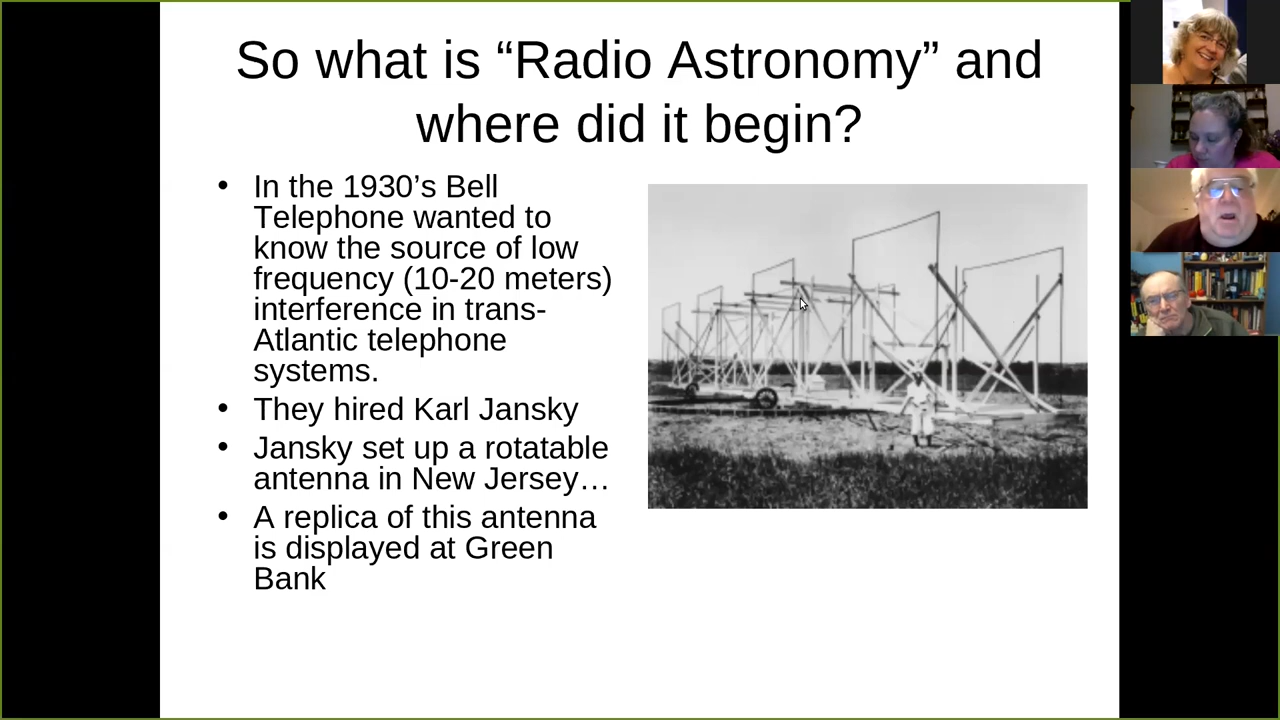 So what is “Radio Astronomy” and
where did it begin?
• In the 1930’s Bell
Telephone wanted to
know the source of low
frequency (10-20 meters)
interference in trans-
Atlantic telephone
systems.
• They hired Karl Jansky
• Jansky set up a rotatable
antenna in New Jersey…
• A replica of this antenna
is displayed at Green
Bank